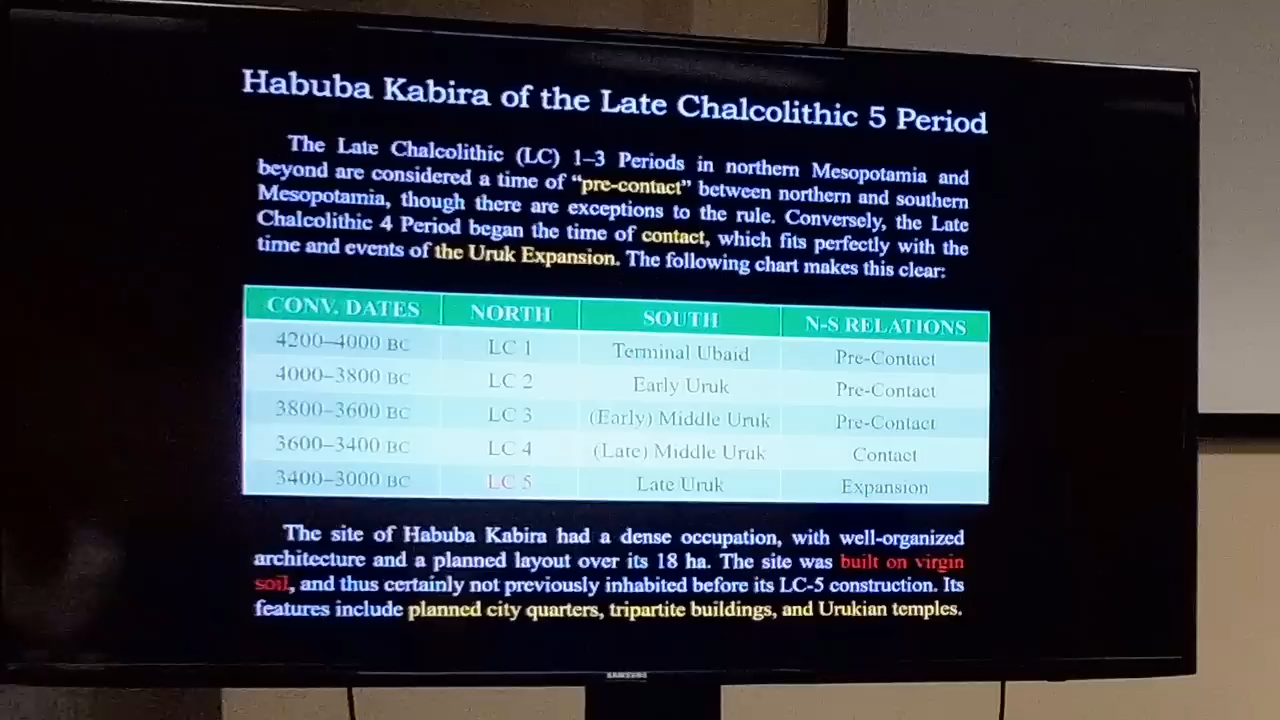 Habuba Kabira of the Late Chalcolithic 5 Period
The Late Chalcolithic (LC) 1–3 Periods in northern Mesopotamia and
beyond are considered a time of “pre-contact” between northern and southern
Mesopotamia, though there are exceptions to the rule. Conversely, the Late
Chalcolithic 4 Period began the time of contact, which fits perfectly with the
time and events of the Uruk Expansion. The following chart makes this clear:
CONV. DATES NORTH SOUTH N-S RELATIONS
4200–4000 BC LC 1 Terminal Ubaid Pre-Contact
4000–3800 BC LC 2 Early Uruk Pre-Contact
3800–3600 BC LC 3 (Early) Middle Uruk Pre-Contact
3600–3400 BC LC 4 (Late) Middle Uruk Contact
3400–3000 BC LC 5 Late Uruk Expansion
The site of Habuba Kabira had a dense occupation, with well-organized
architecture and a planned layout over its 18 ha. The site was built on virgin
soil, and thus certainly not previously inhabited before its LC-5 construction. Its
features include planned city quarters, tripartite buildings, and Urukian temples.
SAMSUNG